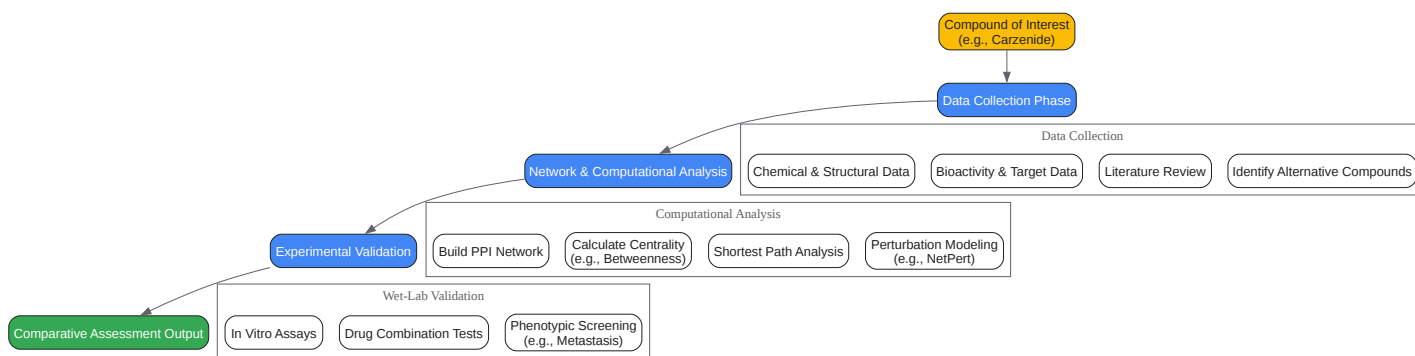 Compound of Interest
(e.g., Carzenide)
Data Collection Phase
Data Collection
Chemical & Structural Data
Bioactivity & Target Data
Literature Review
Identify Alternative Compounds
Network & Computational Analysis
Computational Analysis
Build PPI Network
Calculate Centrality
(e.g., Betweenness)
Shortest Path Analysis
Perturbation Modeling
(e.g., NetPert)
Experimental Validation
Wet-Lab Validation
In Vitro Assays
Drug Combination Tests
Phenotypic Screening
(e.g., Metastasis)
Comparative Assessment Output